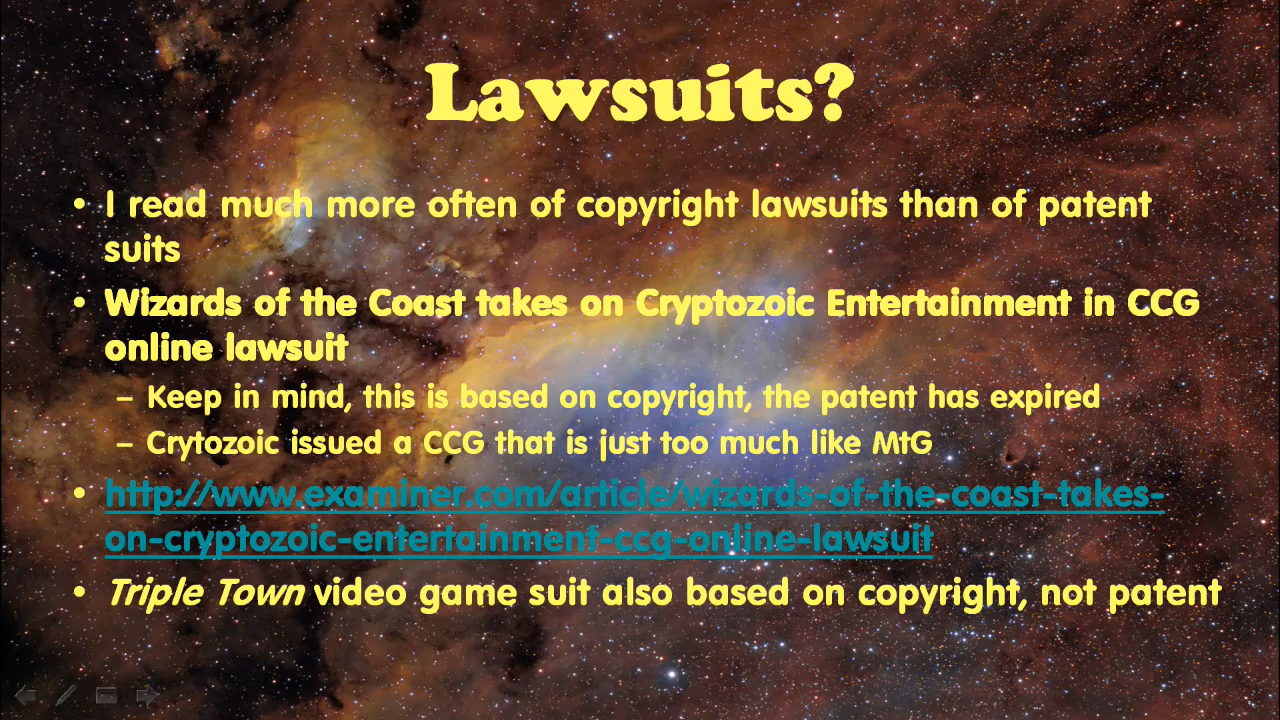 Lawsuits?
• I read much more often of copyright lawsuits than of patent
suits
• Wizards of the Coast takes on Cryptozoic Entertainment in CCG
online lawsuit
– Keep in mind, this is based on copyright, the patent has expired
– Crytozoic issued a CCG that is just too much like MtG
• http://www.examiner.com/article/wizards-of-the-coast-takes-
on-cryptozoic-entertainment-ccg-online-lawsuit
• Triple Town video game suit also based on copyright, not patent